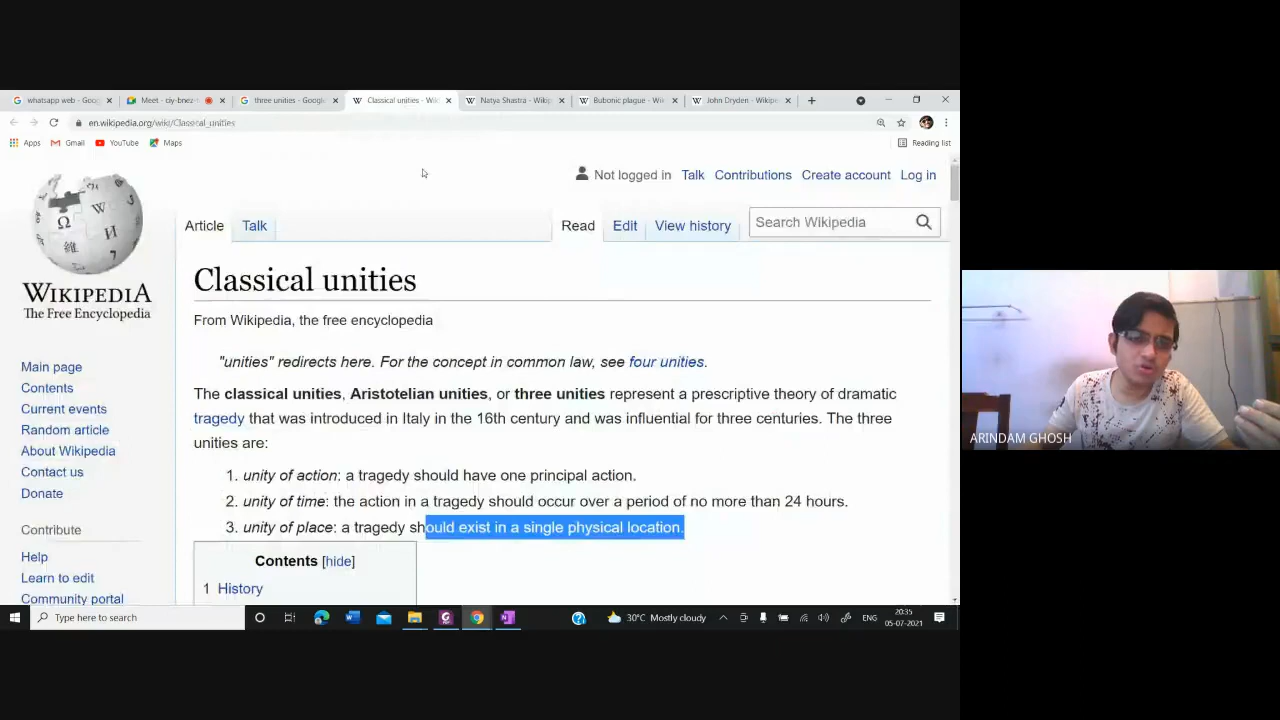 whatsapp web - Goo
Meet - ciy-bnez
three unities - Google
Classical unities - Wiki
Natya Shastra - Wikip
Bubonic plague - Wiki
John Dryden - Wikipe
en.wikipedia.org/wiki/Classical_unities
Apps
Gmail
YouTube
Maps
Reading list
Not logged in
Talk
Contributions
Create account
Log in
Article
Talk
Read
Edit
View history
Search Wikipedia
WIKIPEDIA
The Free Encyclopedia
Classical unities
From Wikipedia, the free encyclopedia
"unities" redirects here. For the concept in common law, see four unities.
The classical unities, Aristotelian unities, or three unities represent a prescriptive theory of dramatic
tragedy that was introduced in Italy in the 16th century and was influential for three centuries. The three
unities are:
1. unity of action: a tragedy should have one principal action.
2. unity of time: the action in a tragedy should occur over a period of no more than 24 hours.
3. unity of place: a tragedy should exist in a single physical location.
Contents [hide]
1 History
Main page
Contents
Current events
Random article
About Wikipedia
Contact us
Donate
Contribute
Help
Learn to edit
Community portal
ARINDAM GHOSH
Type here to search
30°C Mostly cloudy
ENG
20:35
05-07-2021